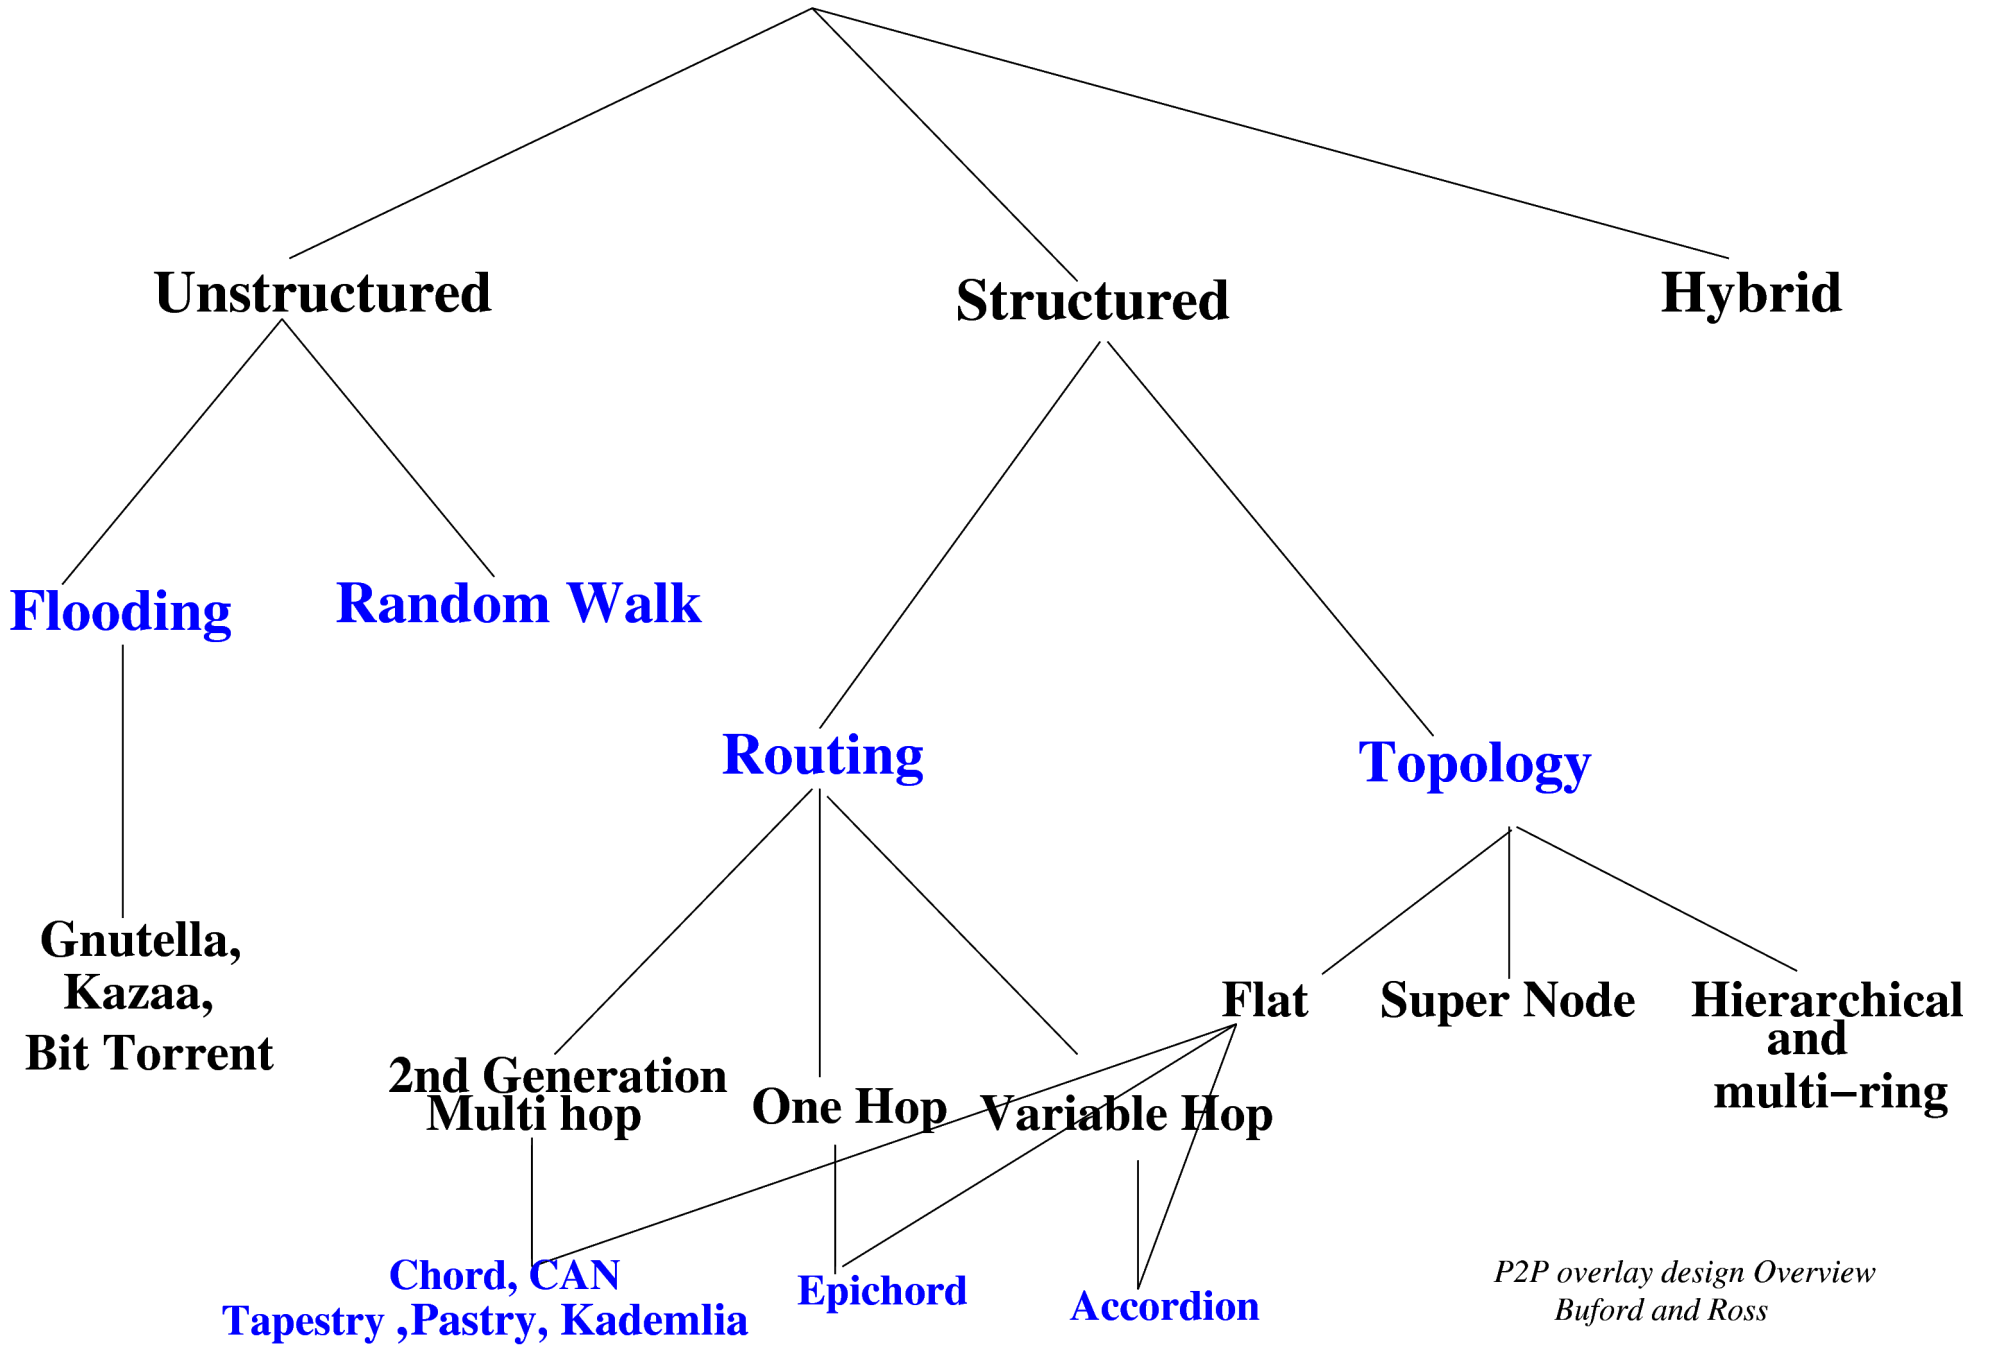 Unstructured
Structured
Hybrid
Flooding
Random Walk
Routing
Topology
Gnutella,
Kazaa,
Bit Torrent
Flat
Super Node
Hierarchical
and
multi−ring
2nd Generation
Multi hop
One Hop
Variable Hop
Chord, CAN
Tapestry ,Pastry, Kademlia
Epichord
Accordion
P2P overlay design Overview
Buford and Ross